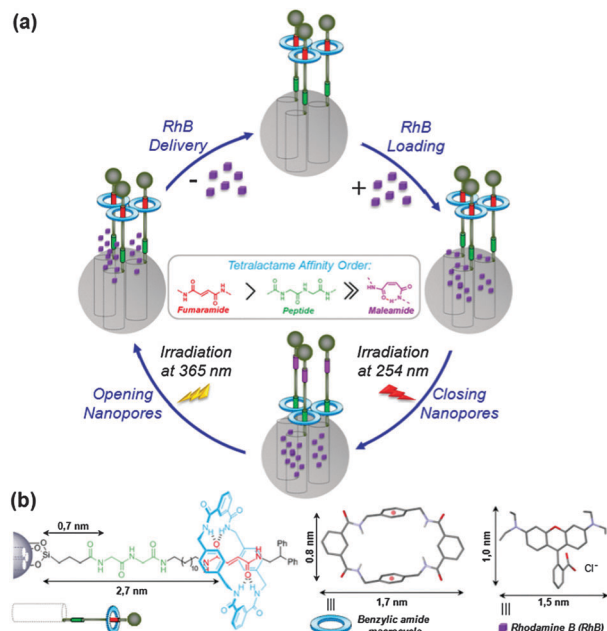 (a)
RhB
Delivery
RhB
Loading
-
+
Tetralactame Affinity Order:
Fumaramide > Peptide >> Maleamide
Irradiation
at 365 nm
Irradiation
at 254 nm
Opening
Nanopores
Closing
Nanopores
(b)
0,7 nm
2,7 nm
0,8 nm
1,7 nm
Benzylic amide
macrocycle
1,0 nm
1,5 nm
Cl⁻
Rhodamine B (RhB)